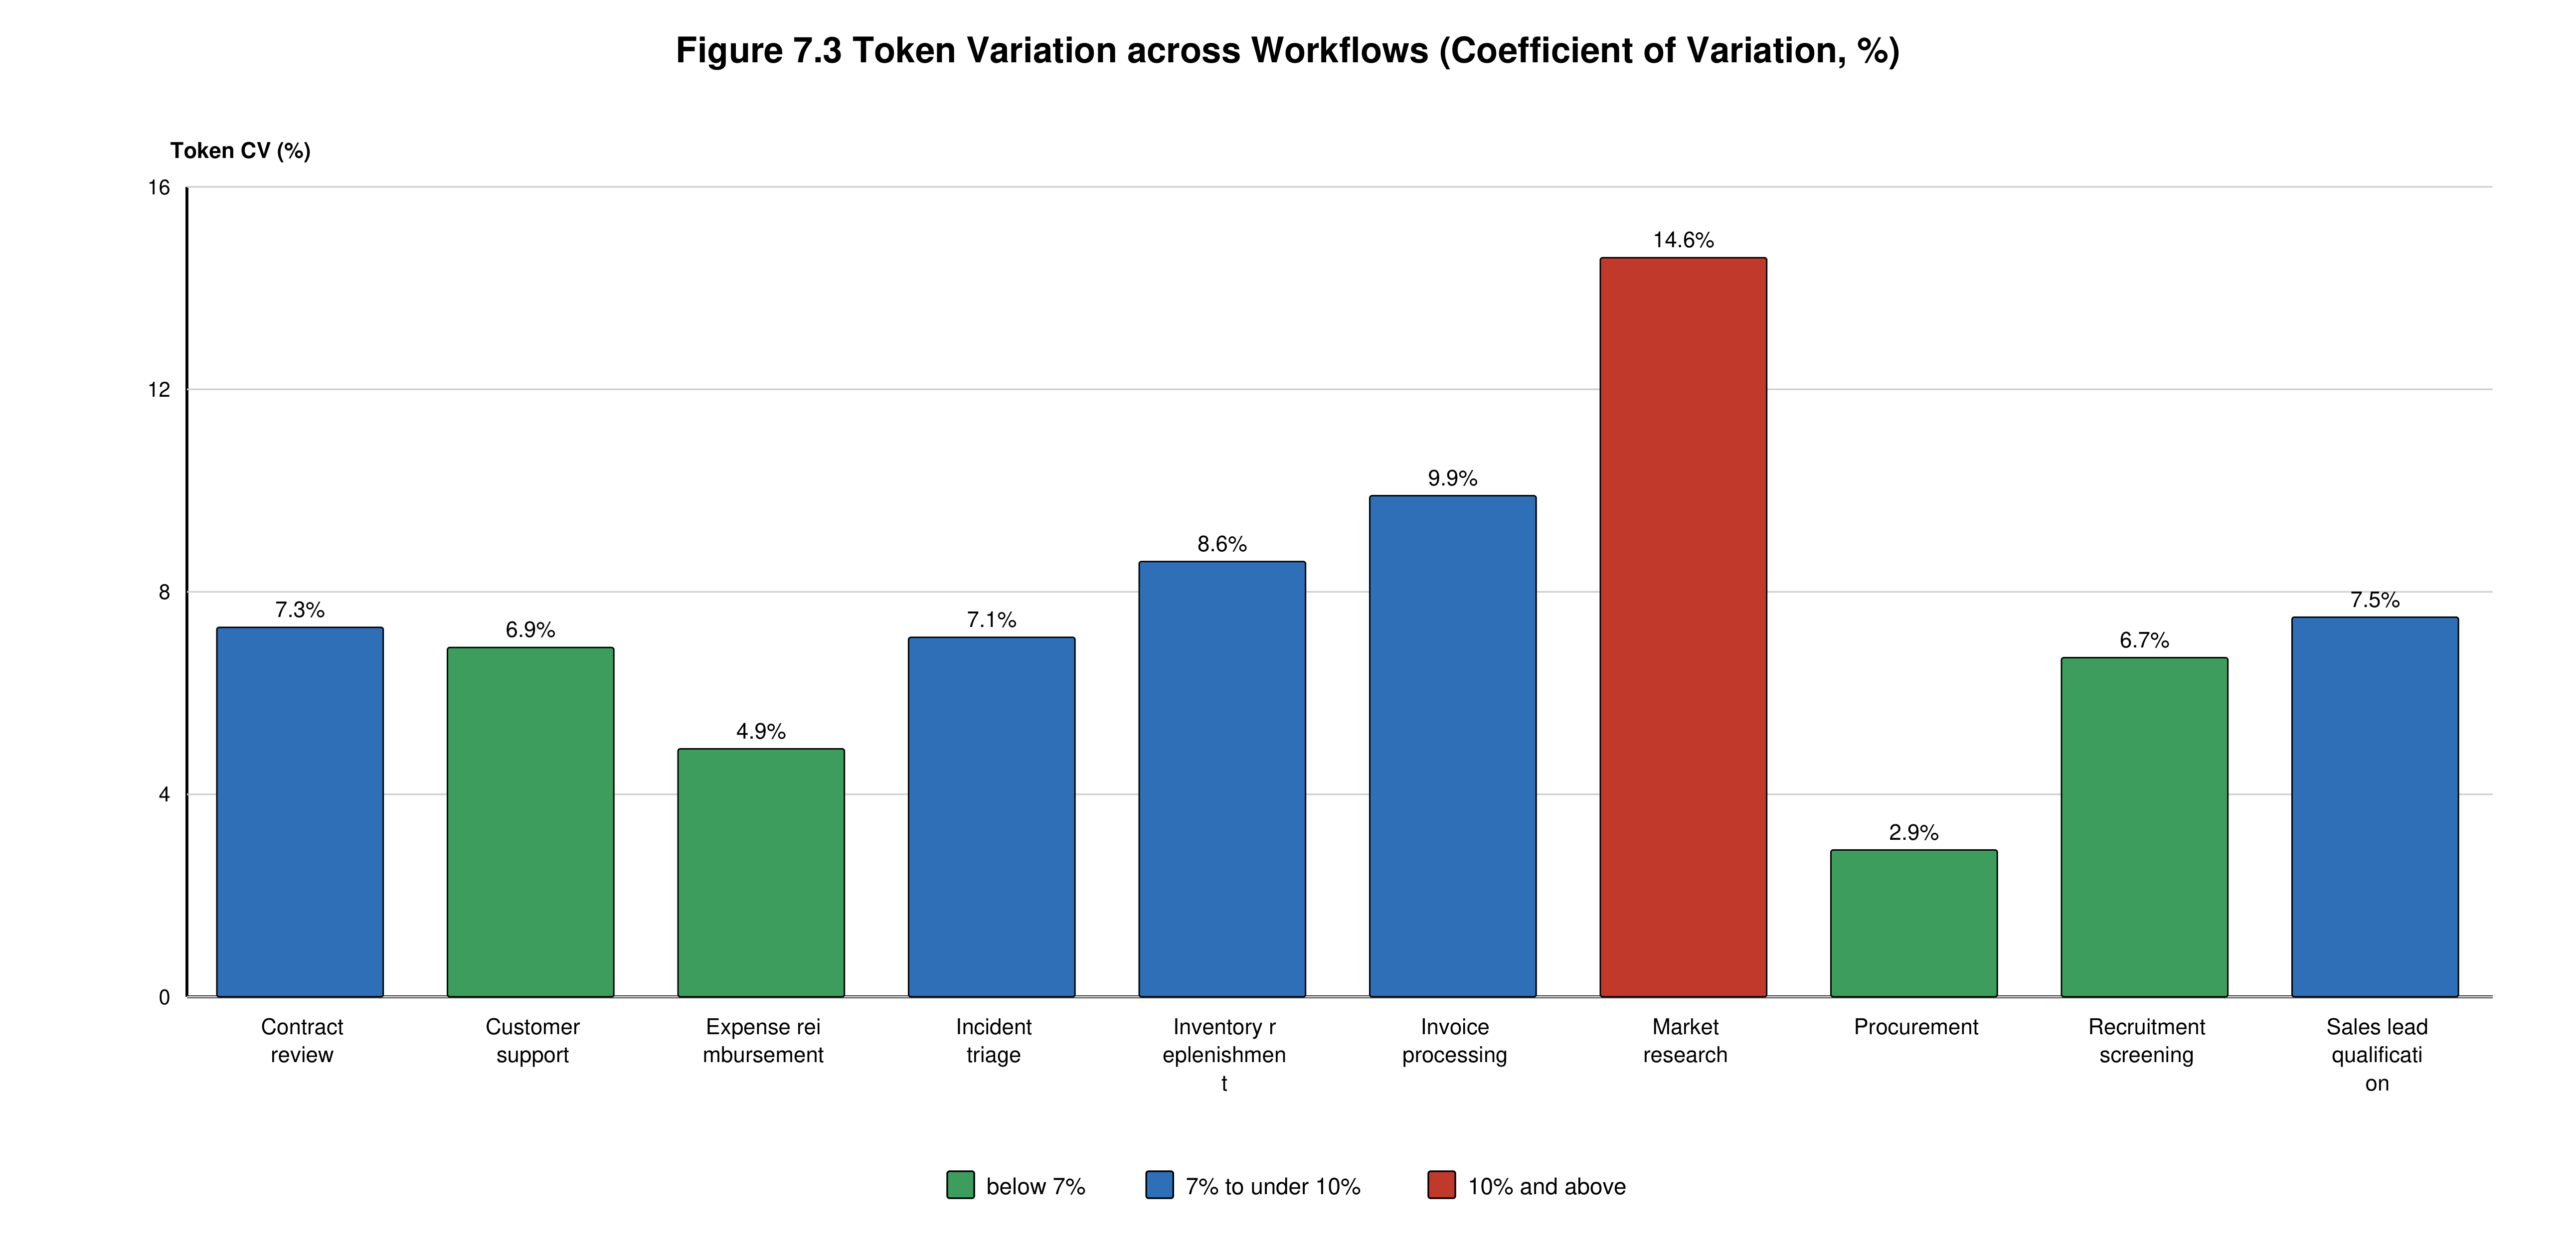 Figure 7.3 Token Variation across Workflows (Coefficient of Variation, %)
Token CV (%)
16
12
8
4
0
7.3%
6.9%
4.9%
7.1%
8.6%
9.9%
14.6%
2.9%
6.7%
7.5%
Contract
review
Customer
support
Expense rei
mbursement
Incident
triage
Inventory r
eplenishmen
t
Invoice
processing
Market
research
Procurement
Recruitment
screening
Sales lead
qualificati
on
below 7%
7% to under 10%
10% and above